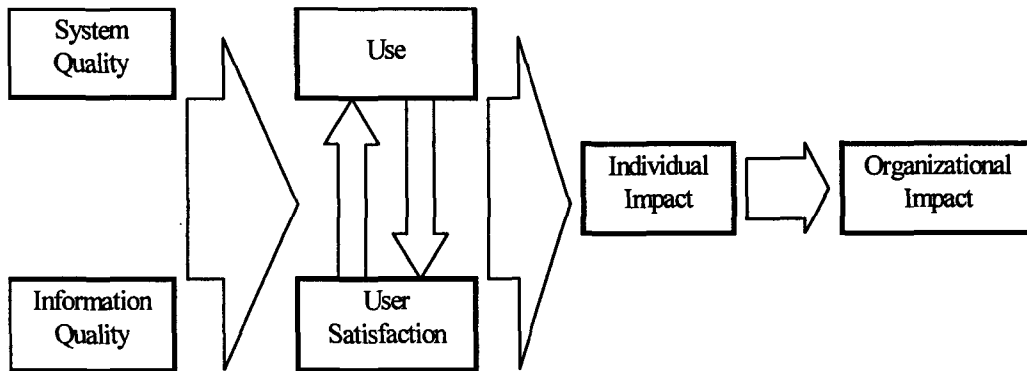 System
Quality
Use
Individual
Impact
Organizational
Impact
Information
Quality
User
Satisfaction